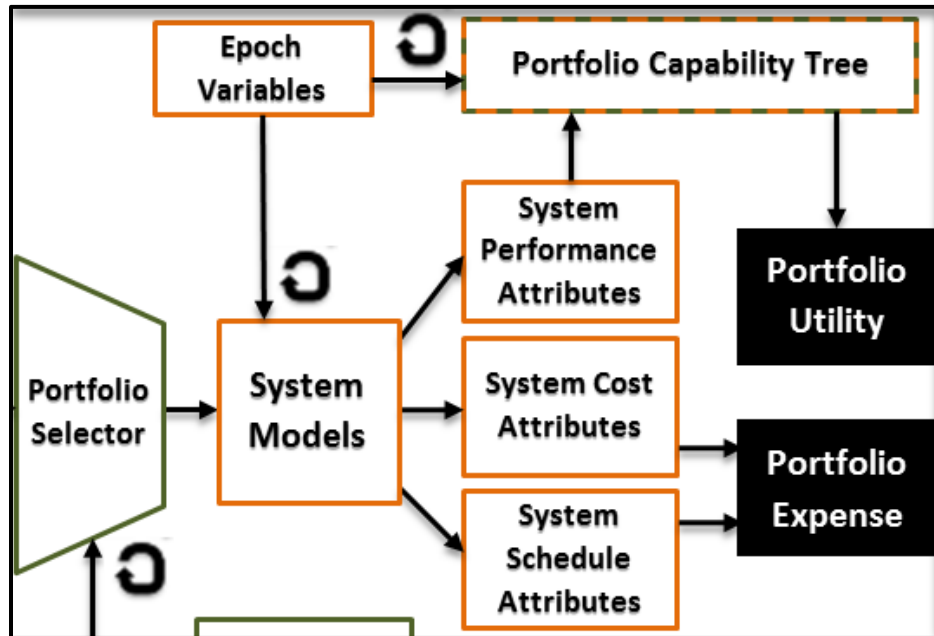 Epoch
Variables
Portfolio Capability Tree
System
Performance
Attributes
Portfolio
Utility
Portfolio
Selector
System
Models
System Cost
Attributes
Portfolio
Expense
System
Schedule
Attributes